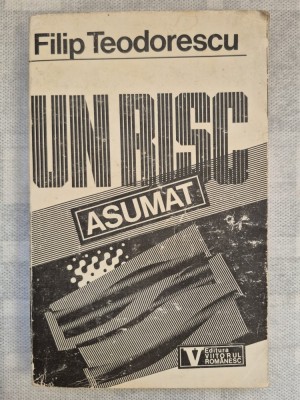 Filip Teodorescu
UN RISC
ASUMAT
V
Editura
VIITORUL
ROMÂNESC